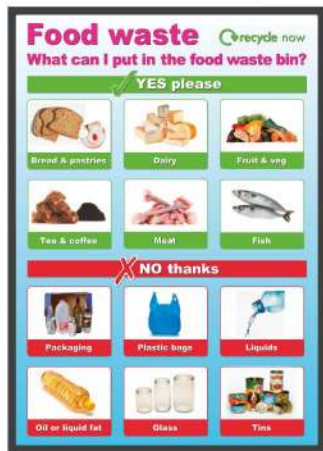 Food waste
recycle now
What can I put in the food waste bin?
YES please
Bread & pastries
Dairy
Fruit & veg
Tea & coffee
Meat
Fish
NO thanks
Packaging
Plastic bags
Liquids
Oil or liquid fat
Glass
Tins